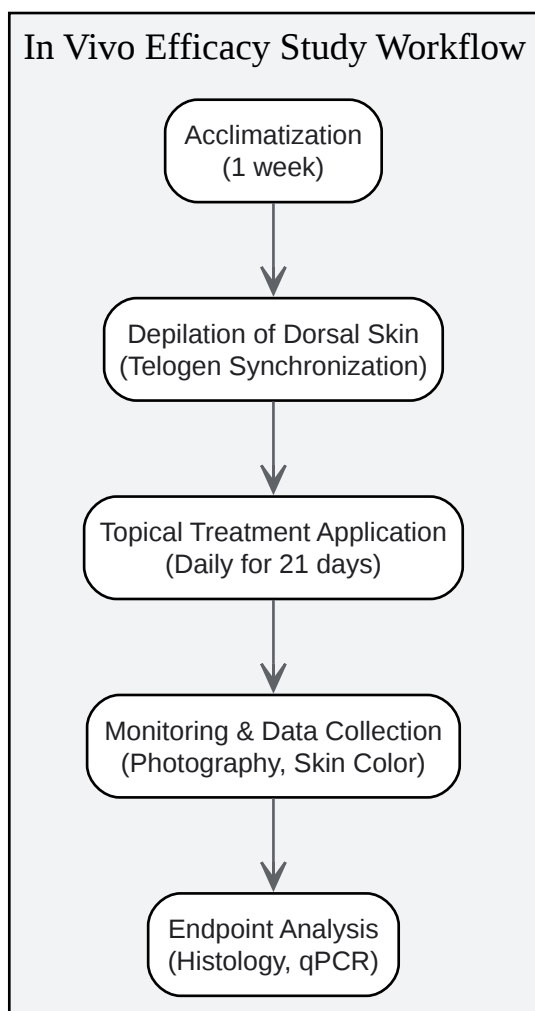 In Vivo Efficacy Study Workflow
Acclimatization
(1 week)
Depilation of Dorsal Skin
(Telogen Synchronization)
Topical Treatment Application
(Daily for 21 days)
Monitoring & Data Collection
(Photography, Skin Color)
Endpoint Analysis
(Histology, qPCR)